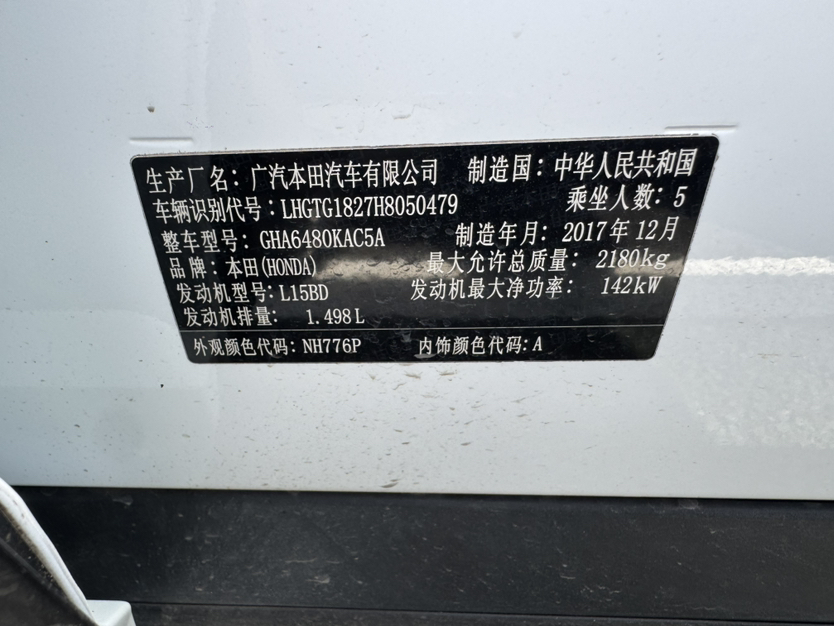 生产厂名：广汽本田汽车有限公司 制造国：中华人民共和国
车辆识别代号：LHGTG1827H8050479 乘坐人数：5
整车型号：GHA6480KAC5A 制造年月：2017年12月
品牌：本田(HONDA) 最大允许总质量：2180kg
发动机型号：L15BD 发动机最大净功率：142kW
发动机排量：1.498L
外观颜色代码：NH776P 内饰颜色代码：A